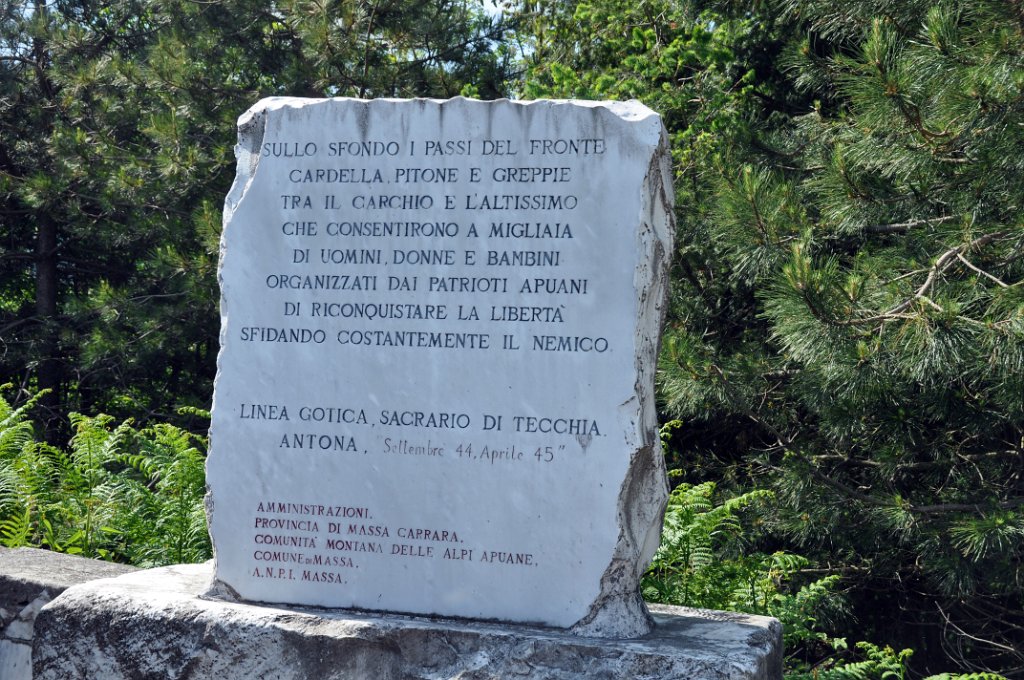 SULLO SFONDO I PASSI DEL FRONTE
CARDELLA, PITONE E GREPPIE
TRA IL CARCHIO E L'ALTISSIMO
CHE CONSENTIRONO A MIGLIAIA
DI UOMINI, DONNE E BAMBINI
ORGANIZZATI DAI PATRIOTI APUANI
DI RICONQUISTARE LA LIBERTÀ
SFIDANDO COSTANTEMENTE IL NEMICO.
LINEA GOTICA, SACRARIO DI TECCHIA.
ANTONA, "Settembre 44, Aprile 45"
AMMINISTRAZIONI.
PROVINCIA DI MASSA CARRARA.
COMUNITA' MONTANA DELLE ALPI APUANE,
COMUNE DI MASSA.
A.N.P.I. MASSA.